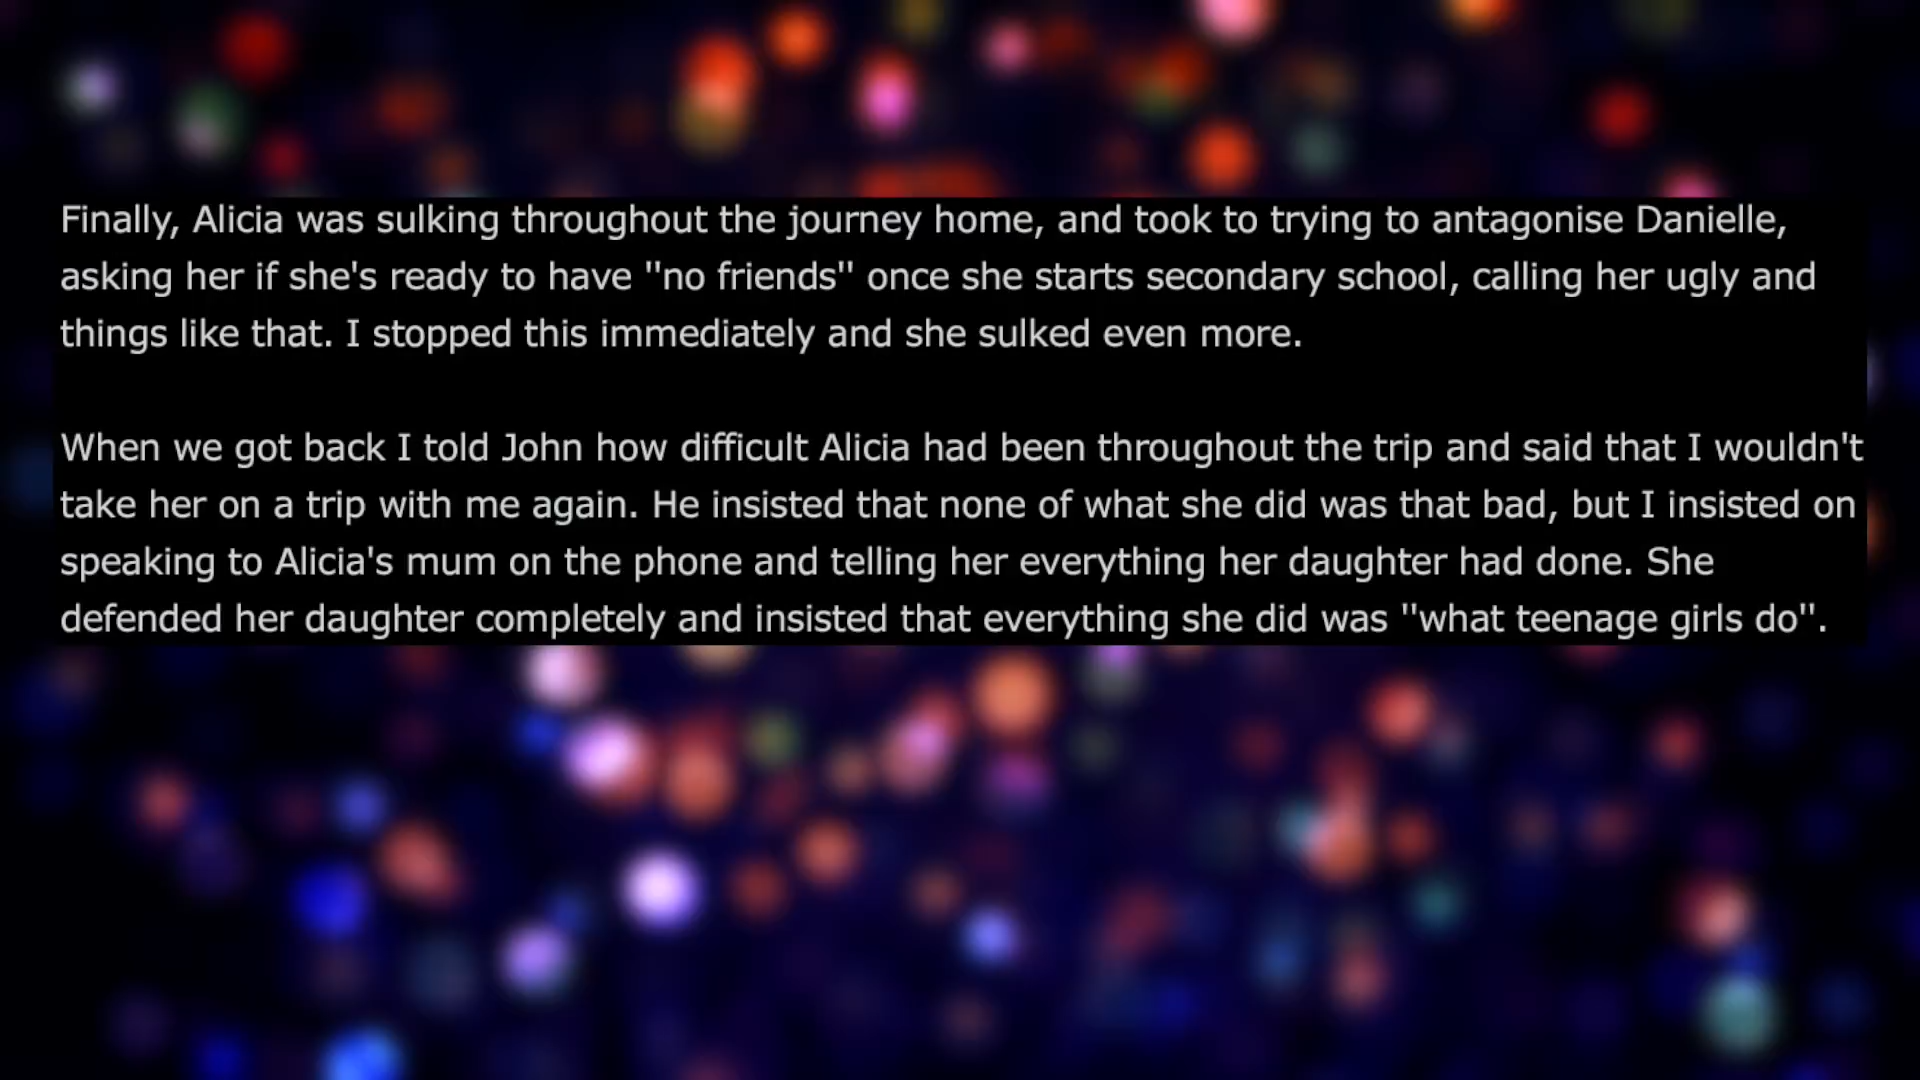 Finally, Alicia was sulking throughout the journey home, and took to trying to antagonise Danielle,
asking her if she's ready to have "no friends" once she starts secondary school, calling her ugly and
things like that. I stopped this immediately and she sulked even more.
When we got back I told John how difficult Alicia had been throughout the trip and said that I wouldn't
take her on a trip with me again. He insisted that none of what she did was that bad, but I insisted on
speaking to Alicia's mum on the phone and telling her everything her daughter had done. She
defended her daughter completely and insisted that everything she did was "what teenage girls do".